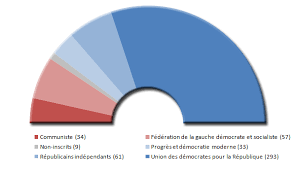 Communiste (34) Fédération de la gauche démocrate et socialiste (57)
Non-inscrits (9) Progrès et démocratie moderne (33)
Républicains indépendants (61) Union des démocrates pour la République (293)